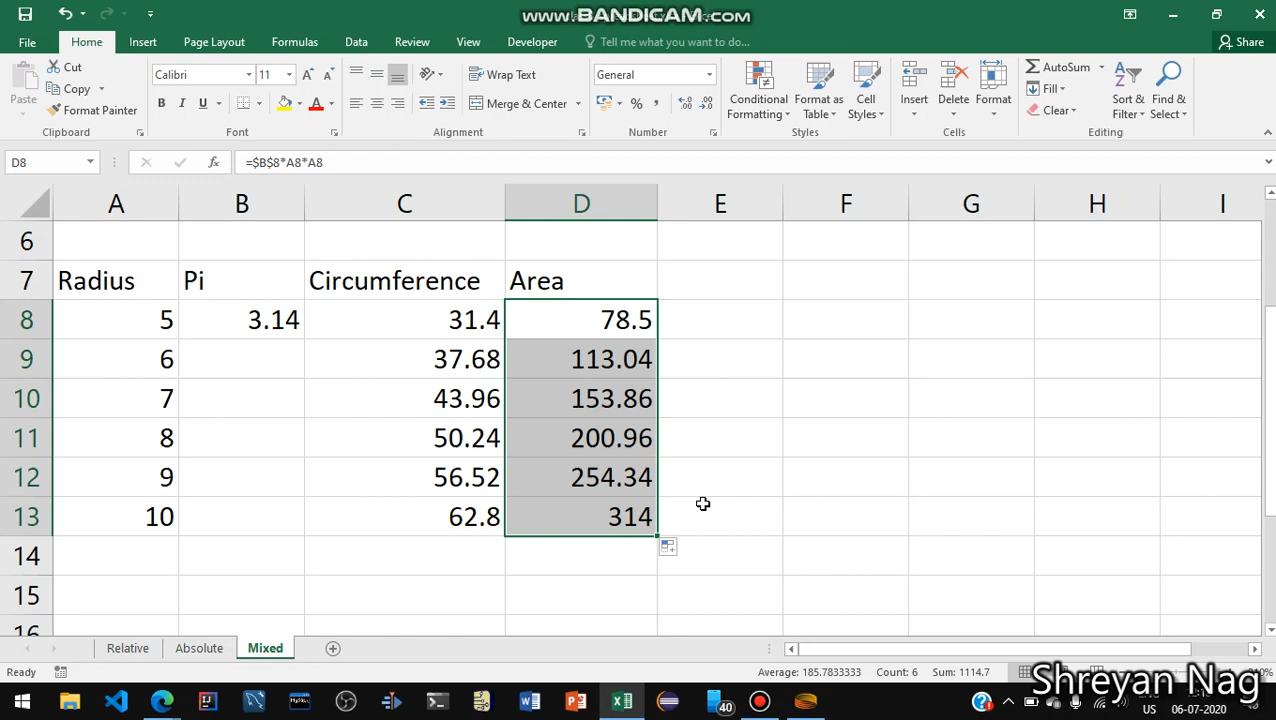 www.BANDICAM.com
File Home Insert Page Layout Formulas Data Review View Developer Tell me what you want to do... Share
Paste
Cut
Copy
Format Painter
Clipboard
Calibri 11
B I U
Font
Wrap Text
Merge & Center
Alignment
General
%
Number
Conditional Formatting
Format as Table
Cell Styles
Styles
Insert
Delete
Format
Cells
AutoSum
Fill
Clear
Sort & Filter
Find & Select
Editing
D8 fx =$B$8*A8*A8
A B C D E F G H I
6
7 Radius Pi Circumference Area
8 5 3.14 31.4 78.5
9 6 37.68 113.04
10 7 43.96 153.86
11 8 50.24 200.96
12 9 56.52 254.34
13 10 62.8 314
14
15
16
Relative Absolute Mixed
Ready Average: 185.7833333 Count: 6 Sum: 1114.7
Shreyan Nag
40
US 06-07-2020